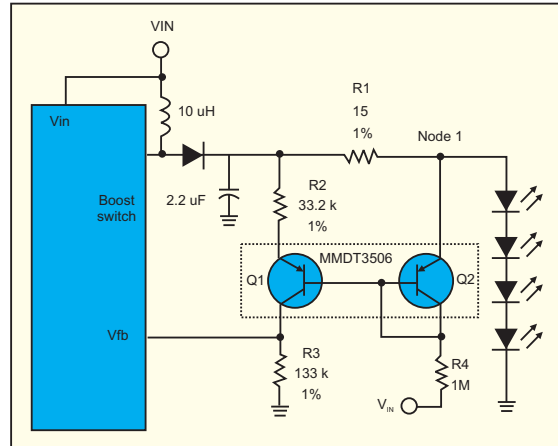 VIN
Vin
10 uH
R1
15
1%
Node 1
Boost
switch
2.2 uF
R2
33.2 k
1%
MMDT3506
Q1
Q2
Vfb
R3
133 k
1%
R4
1M
VIN